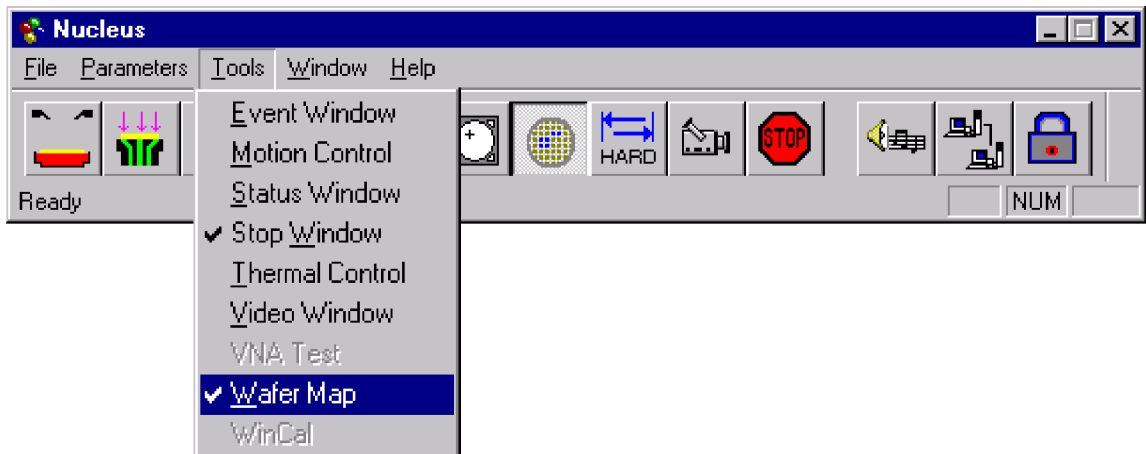 Nucleus
File Parameters Tools Window Help
Event Window
Motion Control
HARD STOP
Status Window
Ready NUM
Stop Window
Thermal Control
Video Window
VNA Test
Wafer Map
WinCal